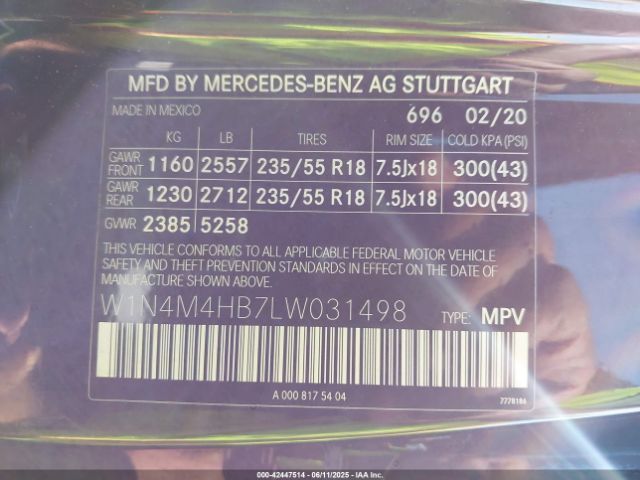 MFD BY MERCEDES-BENZ AG STUTTGART
MADE IN MEXICO 696 02/20
KG LB TIRES RIM SIZE COLD KPA (PSI)
GAWR FRONT 1160 2557 235/55 R18 7.5Jx18 300(43)
GAWR REAR 1230 2712 235/55 R18 7.5Jx18 300(43)
GVWR 2385 5258
THIS VEHICLE CONFORMS TO ALL APPLICABLE FEDERAL MOTOR VEHICLE
SAFETY BUMPER, AND THEFT PREVENTION STANDARDS IN EFFECT ON THE DATE
OF MANUFACTURE SHOWN ABOVE.
W1N4M4HB7LW031498 TYPE: MPV
A 000 817 54 04 7778186
000-42447514 - 06/11/2025 - IAAI.COM